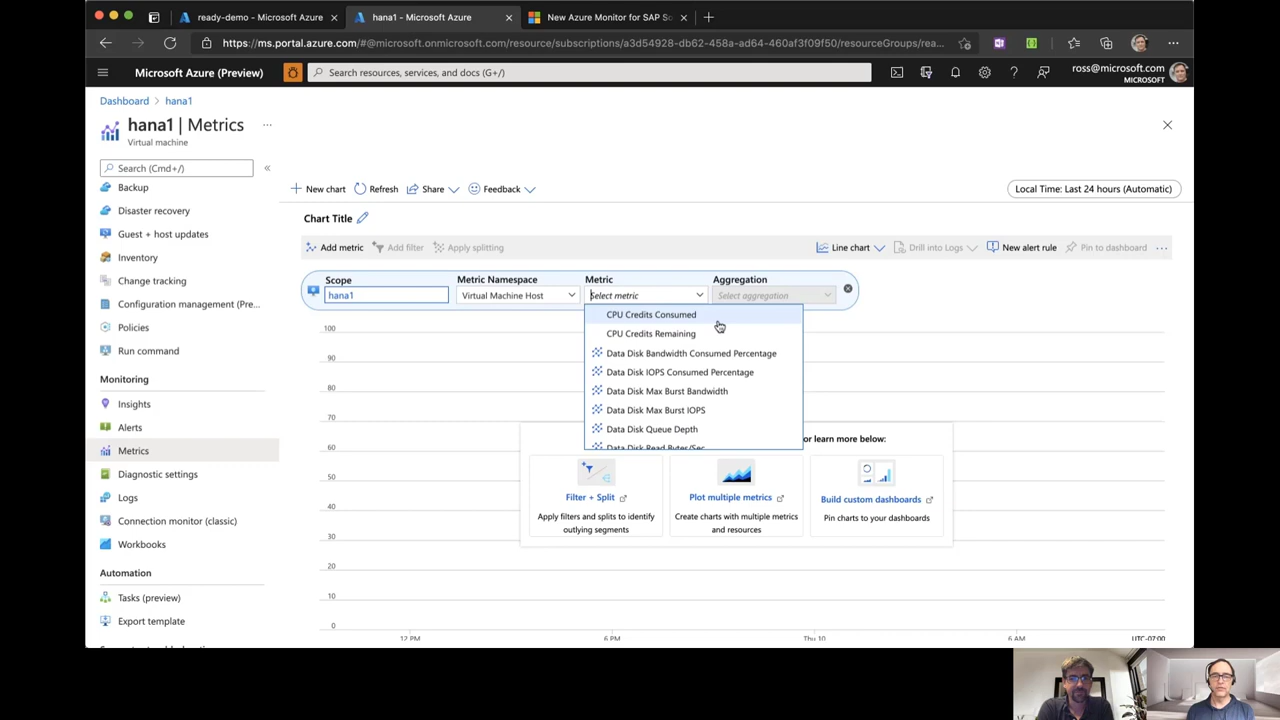 ready-demo - Microsoft Azure
hana1 - Microsoft Azure
New Azure Monitor for SAP So
https://ms.portal.azure.com/#@microsoft.onmicrosoft.com/resource/subscriptions/a3d54928-db62-458a-ad64-460af3f09f50/resourceGroups/rea...
Microsoft Azure (Preview)
Search resources, services, and docs (G+/)
ross@microsoft.com
MICROSOFT
Dashboard > hana1
hana1 | Metrics ...
Virtual machine
Search (Cmd+/)
Backup
Disaster recovery
Guest + host updates
Inventory
Change tracking
Configuration management (Pre...
Policies
Run command
Monitoring
Insights
Alerts
Metrics
Diagnostic settings
Logs
Connection monitor (classic)
Workbooks
Automation
Tasks (preview)
Export template
New chart
Refresh
Share
Feedback
Local Time: Last 24 hours (Automatic)
Chart Title
Add metric
Add filter
Apply splitting
Line chart
Drill into Logs
New alert rule
Pin to dashboard
...
Scope
hana1
Metric Namespace
Virtual Machine Host
Metric
Select metric
Aggregation
Select aggregation
CPU Credits Consumed
CPU Credits Remaining
Data Disk Bandwidth Consumed Percentage
Data Disk IOPS Consumed Percentage
Data Disk Max Burst Bandwidth
Data Disk Max Burst IOPS
Data Disk Queue Depth
Data Disk Read Bytes/Sec
or learn more below:
Filter + Split
Apply filters and splits to identify
outlying segments
Plot multiple metrics
Create charts with multiple metrics
and resources
Build custom dashboards
Pin charts to your dashboards
100
90
80
70
60
50
40
30
20
10
0
12 PM
6 PM
Thu 10
6 AM
UTC-07:00